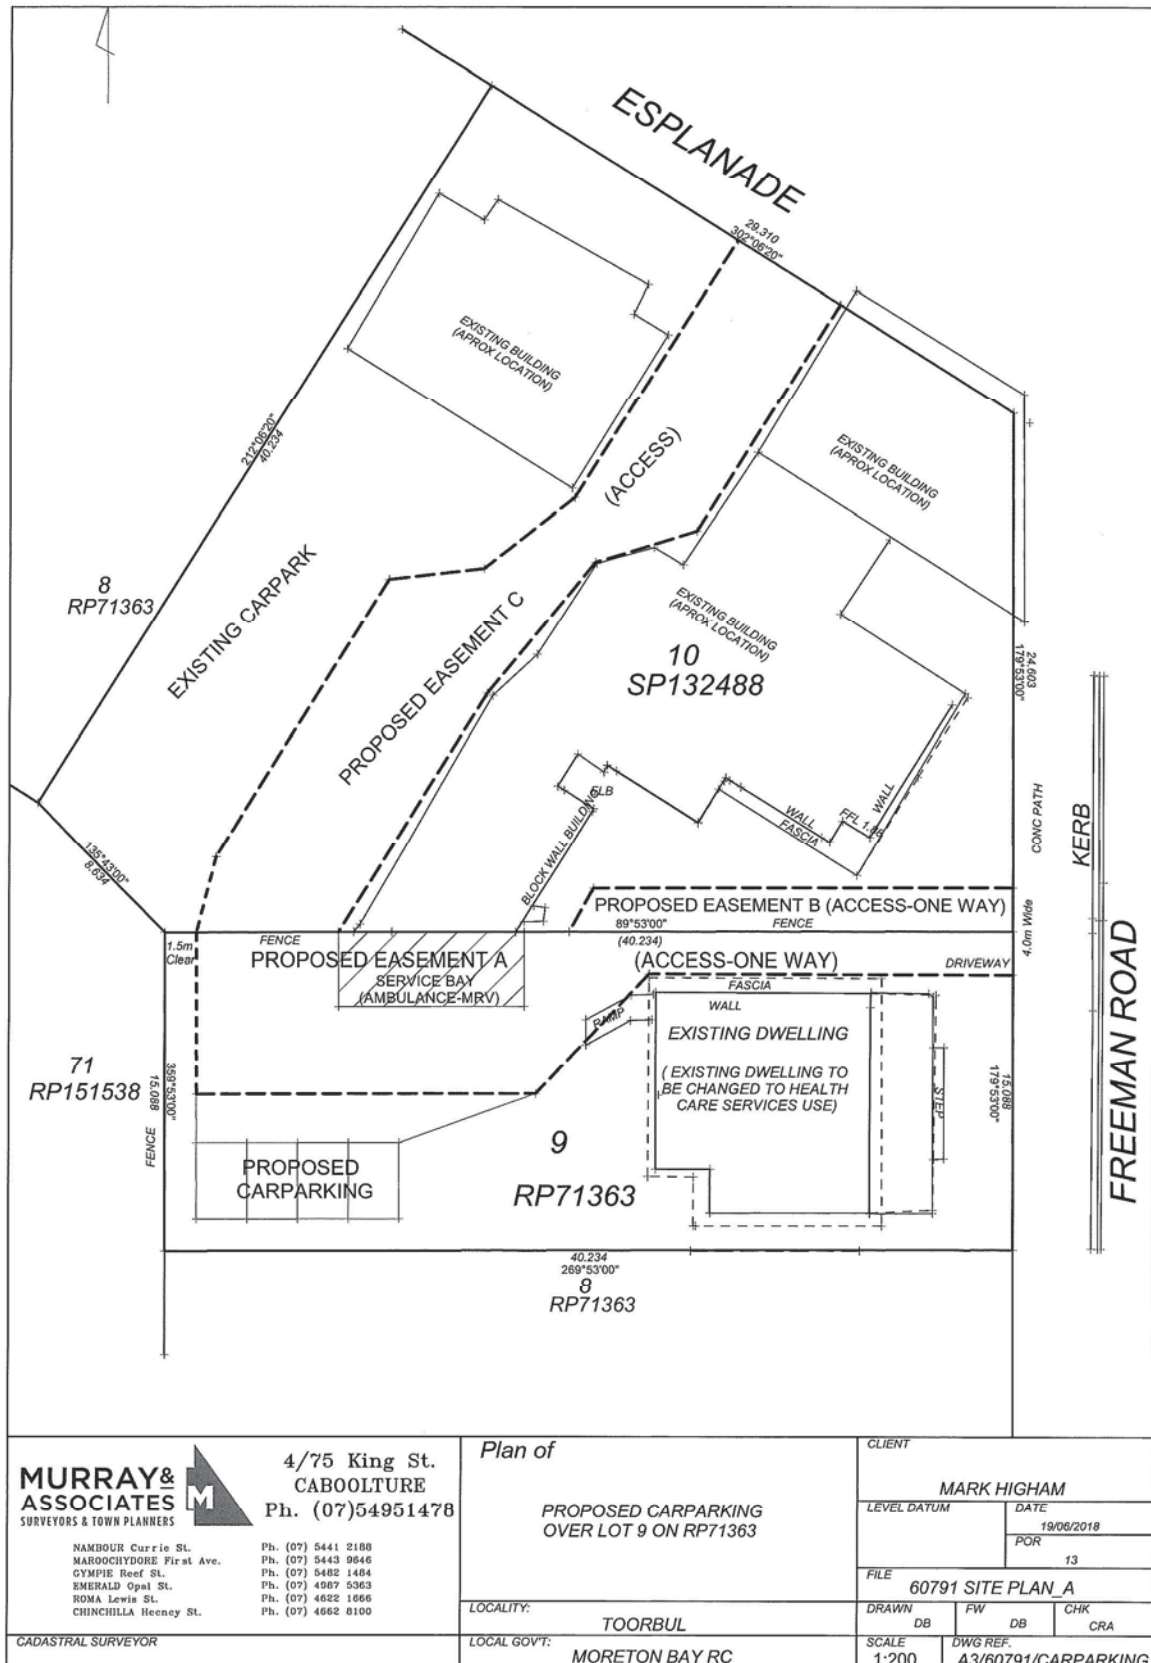 ESPLANADE
29.310
302°06'20"
EXISTING BUILDING
(APROX LOCATION)
EXISTING BUILDING
(APROX LOCATION)
212°06'20"
40.234
(ACCESS)
8
RP71363
EXISTING CARPARK
PROPOSED EASEMENT C
EXISTING BUILDING
(APROX LOCATION)
10
SP132488
24.603
179°53'00"
CONC PATH
KERB
WALL
FLB
BLOCK WALL BUILDING
WALL
FASCIA
FFL
135°43'00"
8.634
PROPOSED EASEMENT B (ACCESS-ONE WAY)
89°53'00"
FENCE
4.0m Wide
1.5m
Clear
FENCE
(40.234)
PROPOSED EASEMENT A
(ACCESS-ONE WAY)
DRIVEWAY
SERVICE BAY
(AMBULANCE-MRV)
FASCIA
WALL
RAMP
EXISTING DWELLING
(EXISTING DWELLING TO
BE CHANGED TO HEALTH
CARE SERVICES USE)
STEP
15.088
179°53'00"
FREEMAN ROAD
71
RP151538
359°53'00"
15.088
FENCE
9
RP71363
PROPOSED
CARPARKING
40.234
269°53'00"
8
RP71363
MURRAY&
ASSOCIATES
SURVEYORS & TOWN PLANNERS
M
4/75 King St.
CABOOLTURE
Ph. (07)54951478
NAMBOUR Currie St. Ph. (07) 5441 2188
MAROOCHYDORE First Ave. Ph. (07) 5443 9646
GYMPIE Reef St. Ph. (07) 5482 1484
EMERALD Opal St. Ph. (07) 4987 5363
ROMA Lewis St. Ph. (07) 4622 1666
CHINCHILLA Heeney St. Ph. (07) 4662 8100
CADASTRAL SURVEYOR
Plan of
PROPOSED CARPARKING
OVER LOT 9 ON RP71363
LOCALITY:
TOORBUL
LOCAL GOV'T:
MORETON BAY RC
CLIENT
MARK HIGHAM
LEVEL DATUM
DATE
19/06/2018
POR
13
FILE
60791 SITE PLAN_A
DRAWN
DB
FW
DB
CHK
CRA
SCALE
1:200
DWG REF.
A3/60791/CARPARKING